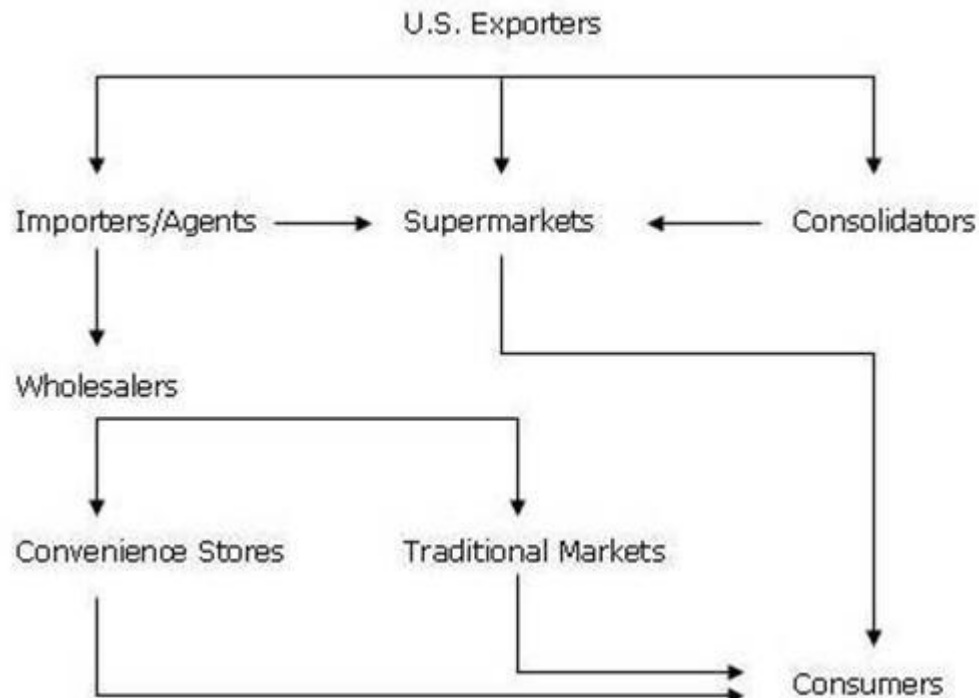 U.S. Exporters
Importers/Agents
Supermarkets
Consolidators
Wholesalers
Convenience Stores
Traditional Markets
Consumers